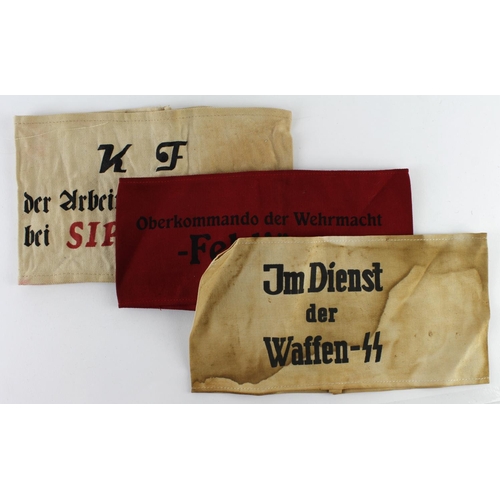 K F
der
bei
Oberkommando der Wehrmacht
Im Dienst
der
Waffen-SS